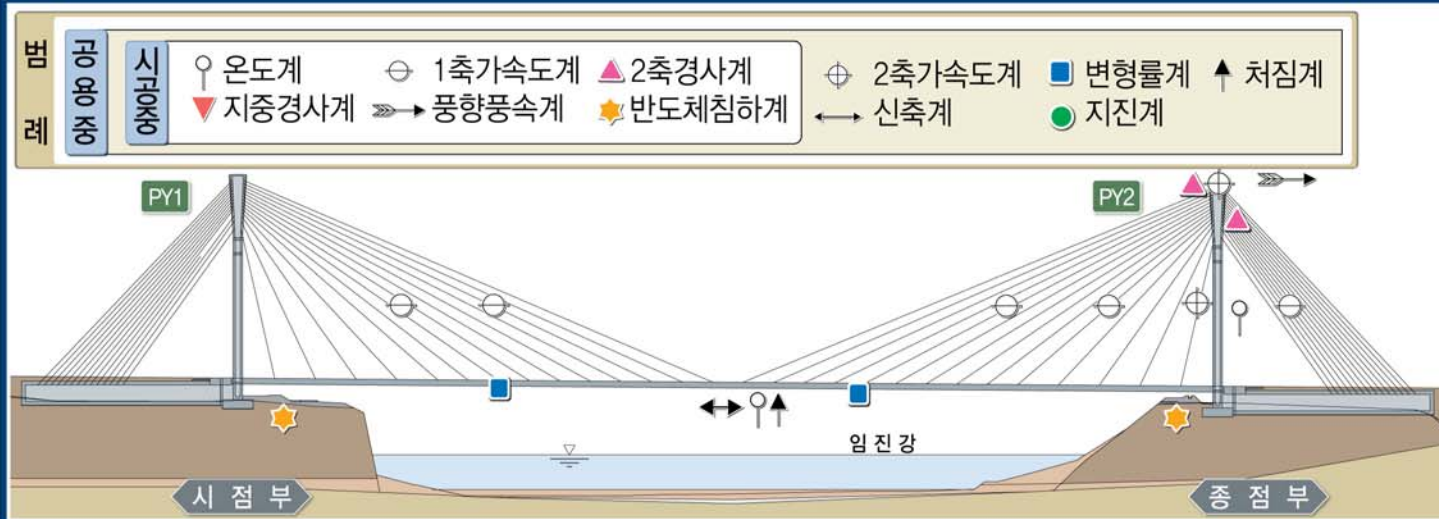 범례
공용중
시공중
온도계 1축가속도계 2축경사계 2축가속도계 변형률계 처짐계
지중경사계 풍향풍속계 반도체침하계 신축계 지진계
PY1 PY2
임 진 강
시 점 부 종 점 부